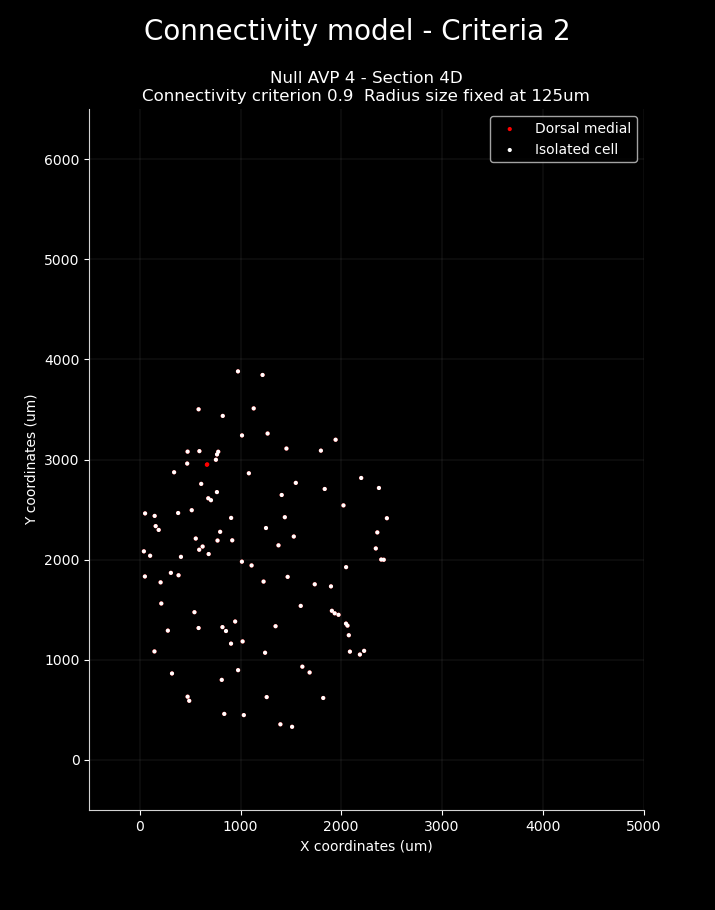 Connectivity model - Criteria 2
Null AVP 4 - Section 4D
Connectivity criterion 0.9  Radius size fixed at 125um
Dorsal medial
Isolated cell
6000
5000
4000
3000
2000
1000
0
Y coordinates (um)
0
1000
2000
3000
4000
5000
X coordinates (um)